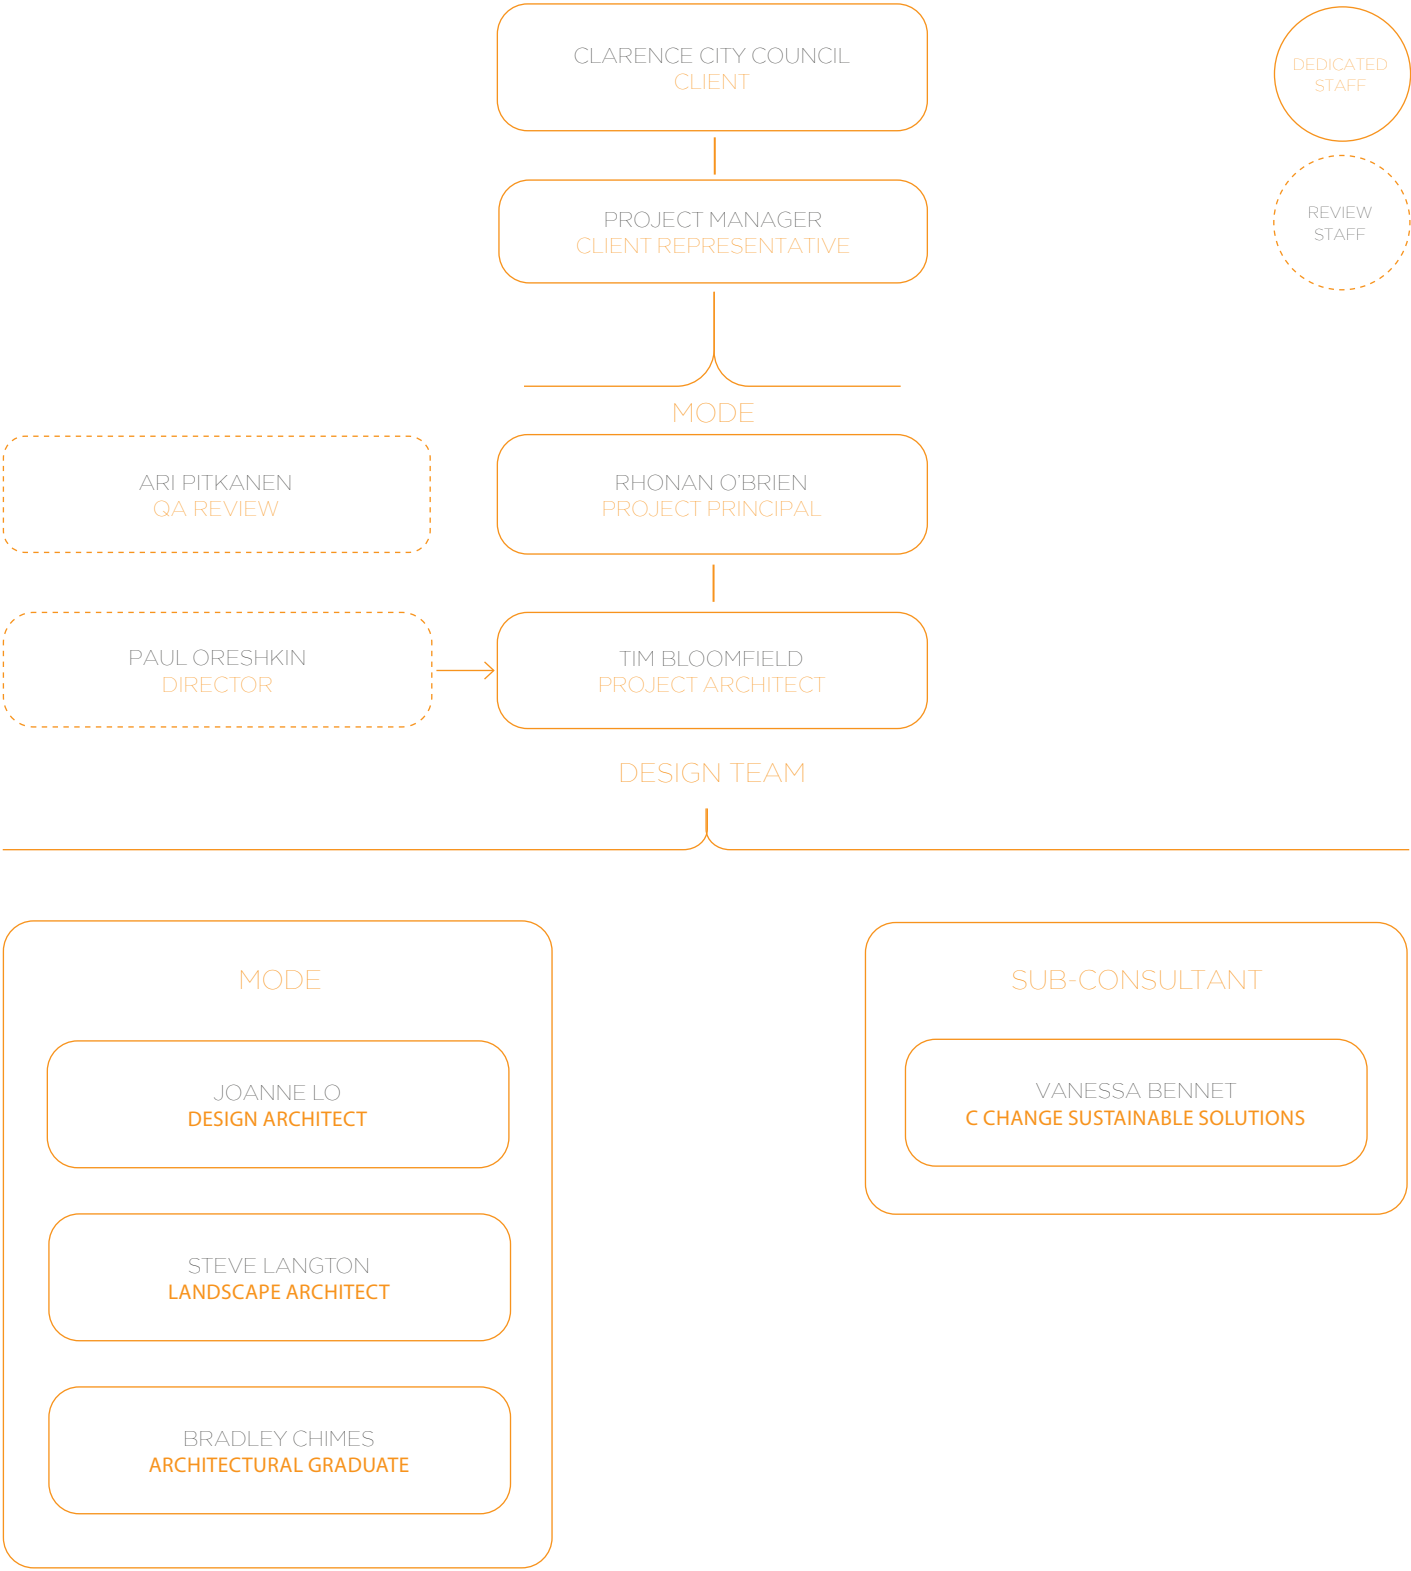 CLARENCE CITY COUNCIL
CLIENT
DEDICATED
STAFF
PROJECT MANAGER
CLIENT REPRESENTATIVE
REVIEW
STAFF
MODE
ARI PITKANEN
QA REVIEW
RHONAN O'BRIEN
PROJECT PRINCIPAL
PAUL ORESHKIN
DIRECTOR
TIM BLOOMFIELD
PROJECT ARCHITECT
DESIGN TEAM
MODE
JOANNE LO
DESIGN ARCHITECT
STEVE LANGTON
LANDSCAPE ARCHITECT
BRADLEY CHIMES
ARCHITECTURAL GRADUATE
SUB-CONSULTANT
VANESSA BENNET
C CHANGE SUSTAINABLE SOLUTIONS